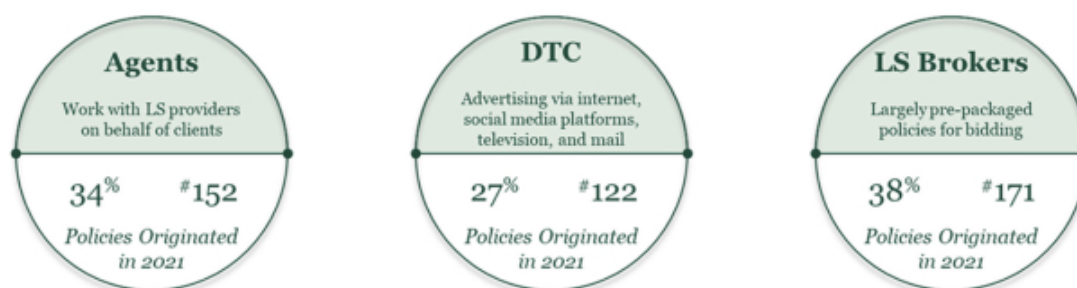 Agents
Work with LS providers
on behalf of clients
34% #152
Policies Originated
in 2021
DTC
Advertising via internet,
social media platforms,
television, and mail
27% #122
Policies Originated
in 2021
LS Brokers
Largely pre-packaged
policies for bidding
38% #171
Policies Originated
in 2021